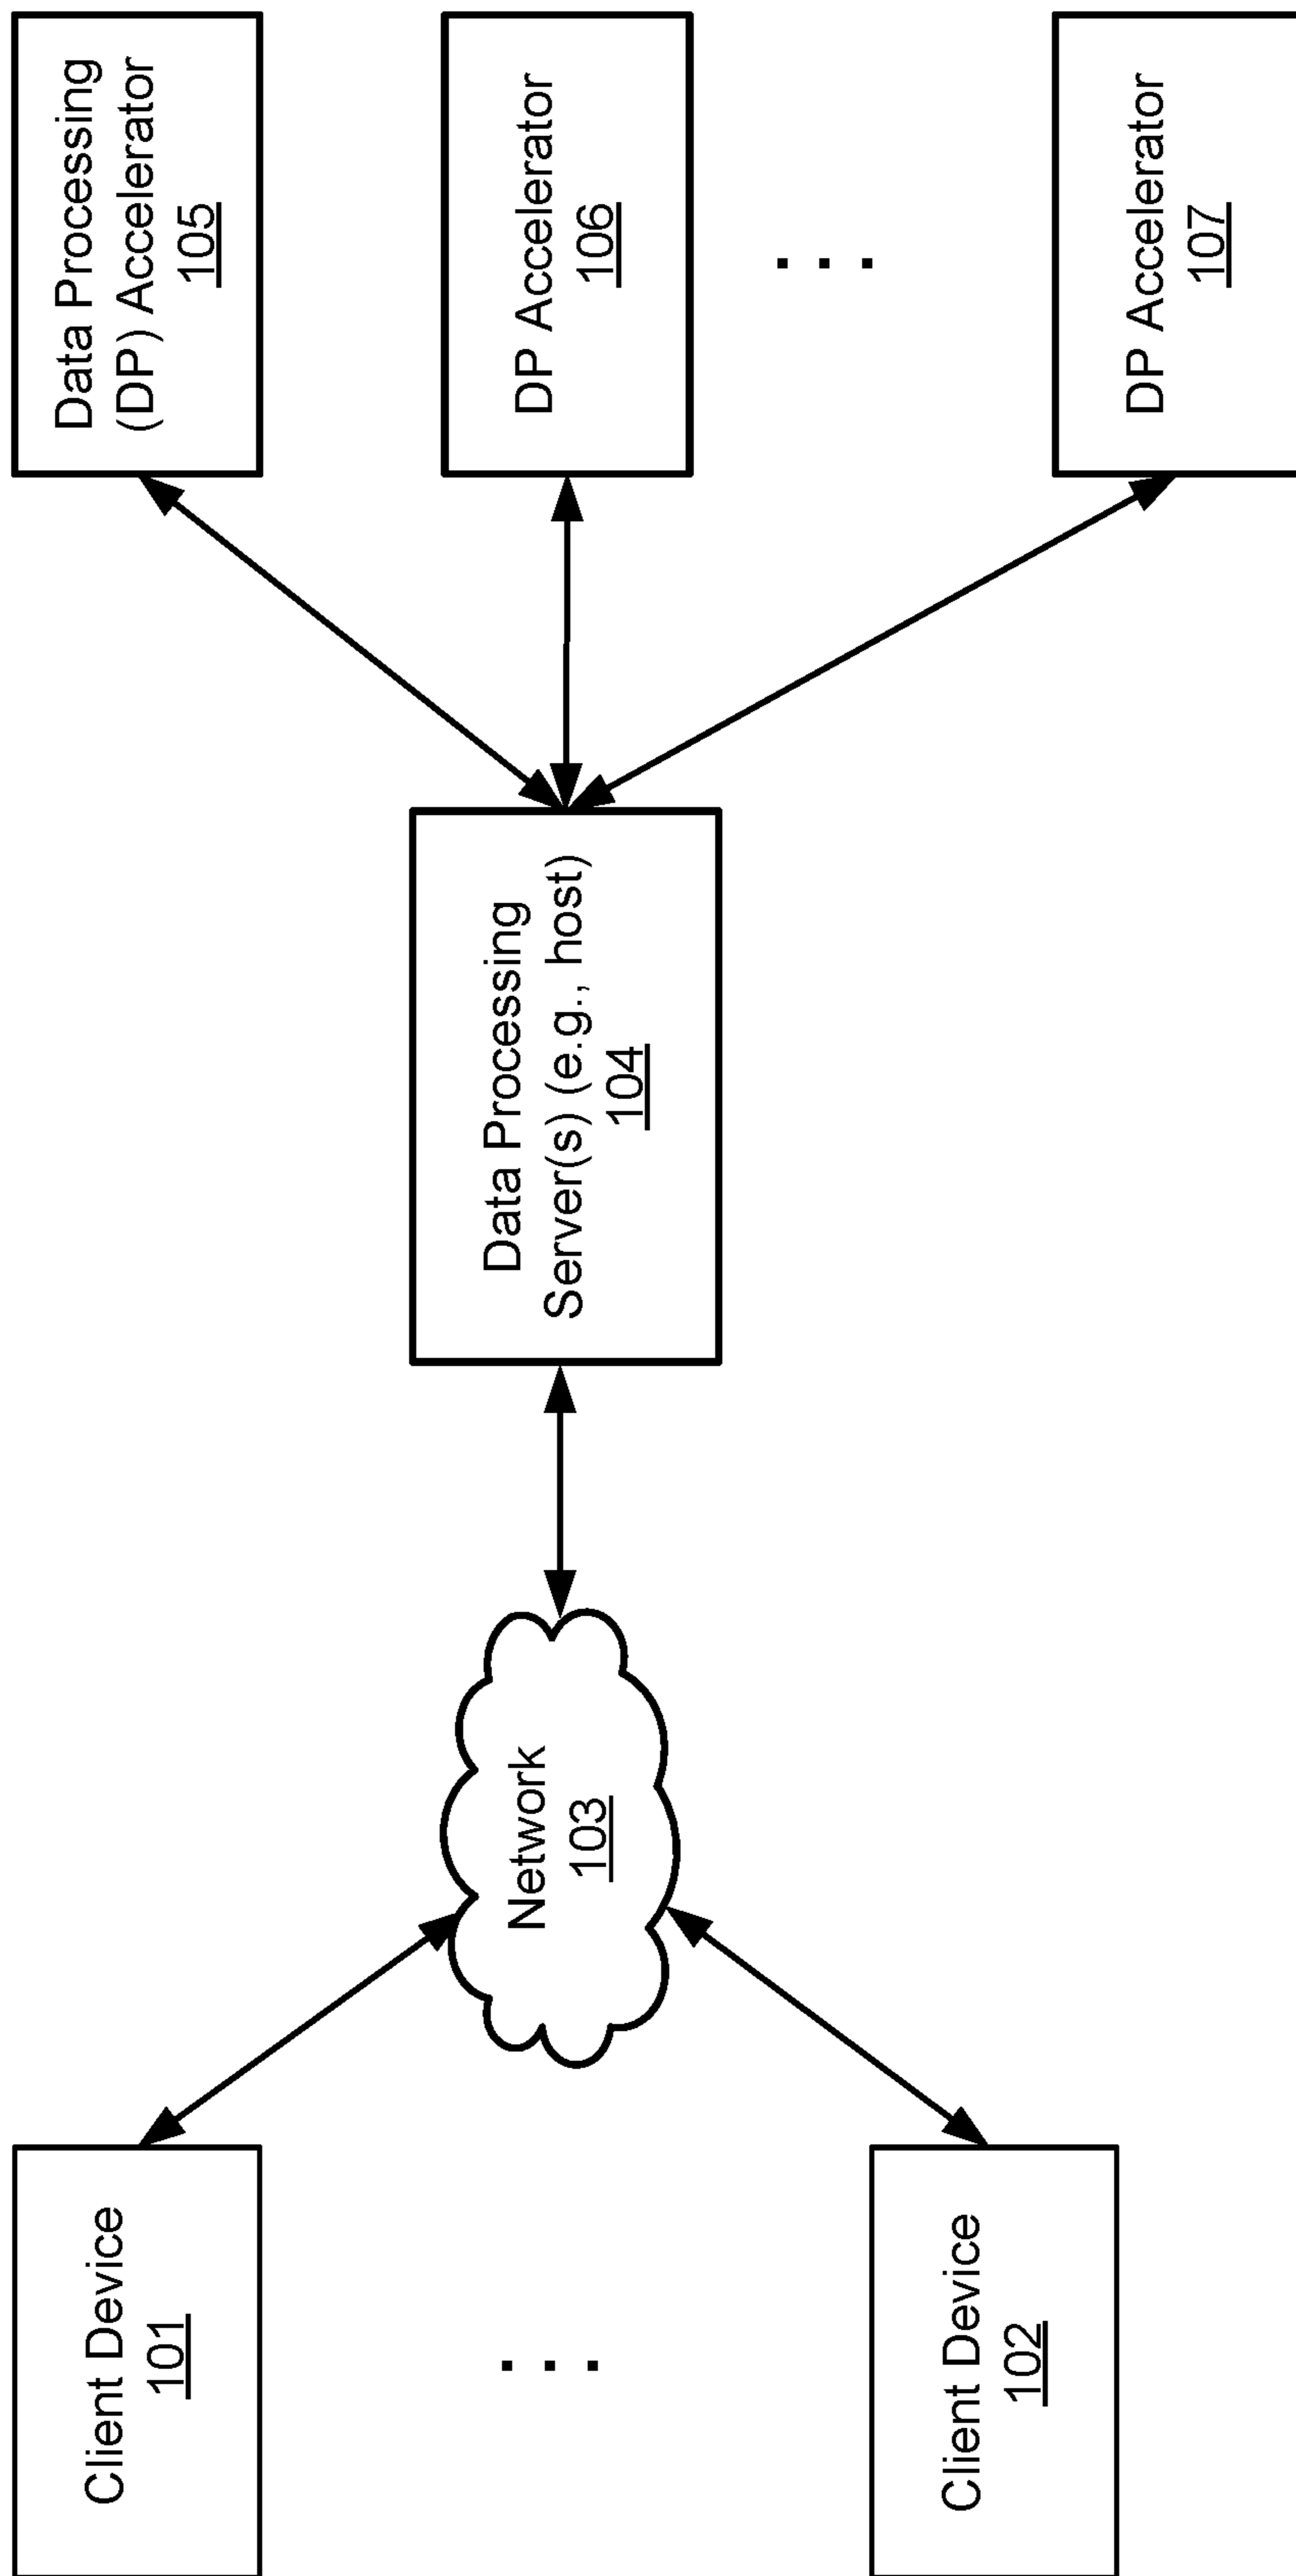 Client Device
101
. . .
Client Device
102
Network
103
Data Processing
Server(s) (e.g., host)
104
Data Processing
(DP) Accelerator
105
DP Accelerator
106
. . .
DP Accelerator
107